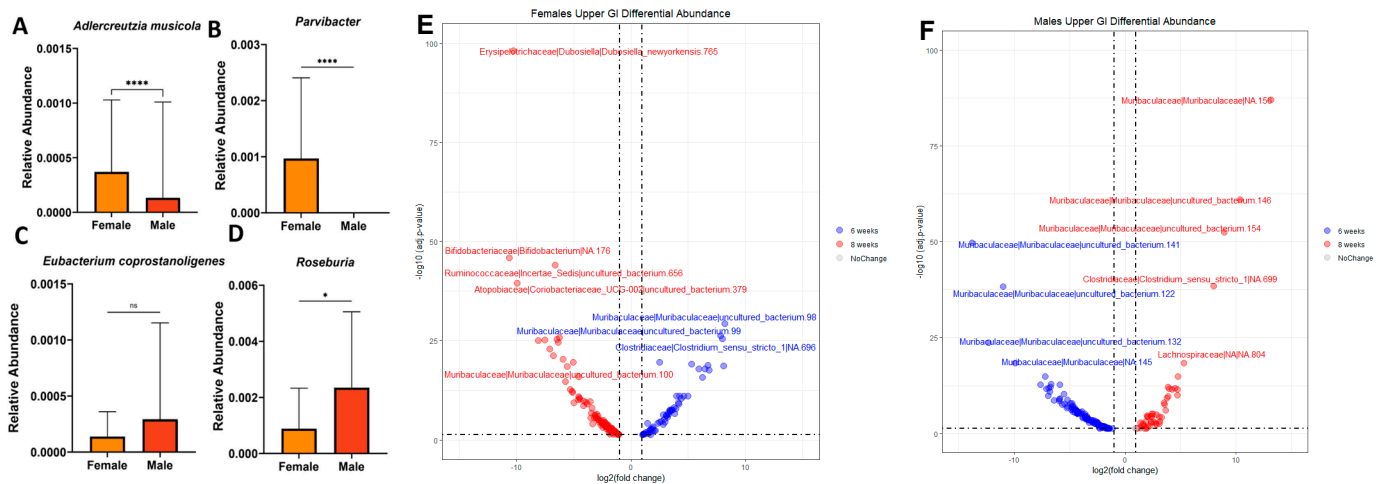 A
Adlercreutzia musicola
Relative Abundance
0.0015
0.0010
0.0005
0.0000
****
Female
Male
B
Parvibacter
Relative Abundance
0.003
0.002
0.001
0.000
****
Female
Male
C
Eubacterium coprostanoligenes
Relative Abundance
0.0015
0.0010
0.0005
0.0000
ns
Female
Male
D
Roseburia
Relative Abundance
0.006
0.004
0.002
0.000
*
Female
Male
E
Females Upper GI Differential Abundance
-log10 (adj.p-value)
100
75
50
25
0
Erysipelotrichaceae|Dubosiella|Dubosiella_newyorkensis.765
Bifidobacteriaceae|Bifidobacterium|NA.176
Ruminococcaceae|Incertae_Sedis|uncultured_bacterium.656
Atopobiaceae|Coriobacteriaceae_UCG-002|uncultured_bacterium.379
Muribaculaceae|Muribaculaceae|uncultured_bacterium.98
Muribaculaceae|Muribaculaceae|uncultured_bacterium.99
Clostridiaceae|Clostridium_sensu_stricto_1|NA.696
Muribaculaceae|Muribaculaceae|uncultured_bacterium.100
-10
0
10
log2(fold change)
6 weeks
8 weeks
NoChange
F
Males Upper GI Differential Abundance
-log10 (adj.p-value)
100
75
50
25
0
Muribaculaceae|Muribaculaceae|NA.156
Muribaculaceae|Muribaculaceae|uncultured_bacterium.146
Muribaculaceae|Muribaculaceae|uncultured_bacterium.154
Muribaculaceae|Muribaculaceae|uncultured_bacterium.141
Clostridiaceae|Clostridium_sensu_stricto_1|NA.699
Muribaculaceae|Muribaculaceae|uncultured_bacterium.122
Muribaculaceae|Muribaculaceae|uncultured_bacterium.132
Lachnospiraceae|NA|NA.804
Muribaculaceae|Muribaculaceae|NA.145
-10
0
10
log2(fold change)
6 weeks
8 weeks
NoChange